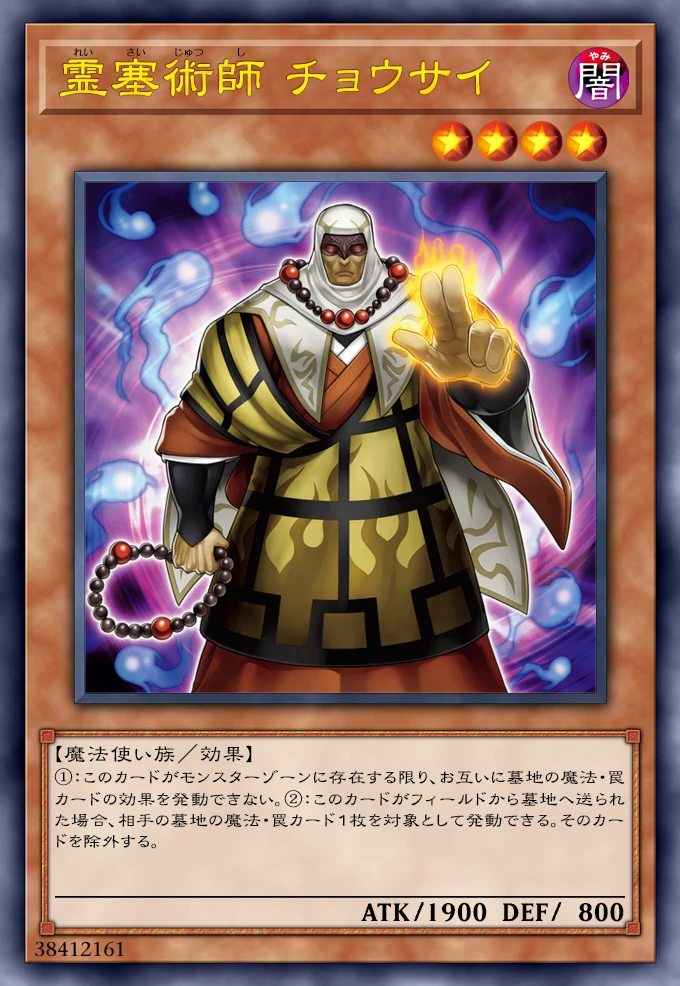 れい さい じゅつ し
霊塞術師 チョウサイ
やみ
闇
【魔法使い族／効果】
①:このカードがモンスターゾーンに存在する限り、お互いに墓地の魔法・罠
カードの効果を発動できない。②:このカードがフィールドから墓地へ送られ
た場合、相手の墓地の魔法・罠カード1枚を対象として発動できる。そのカー
ドを除外する。
ATK/1900 DEF/ 800
38412161